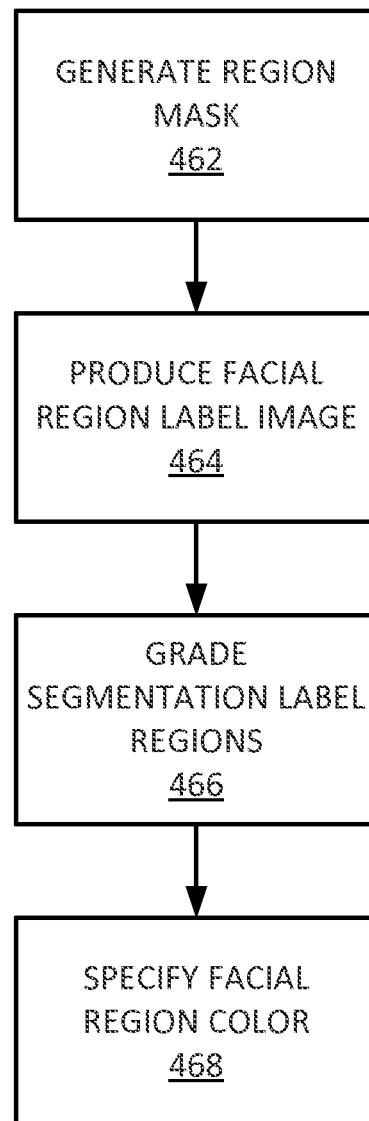 GENERATE REGION
MASK
462
PRODUCE FACIAL
REGION LABEL IMAGE
464
GRADE
SEGMENTATION LABEL
REGIONS
466
SPECIFY FACIAL
REGION COLOR
468